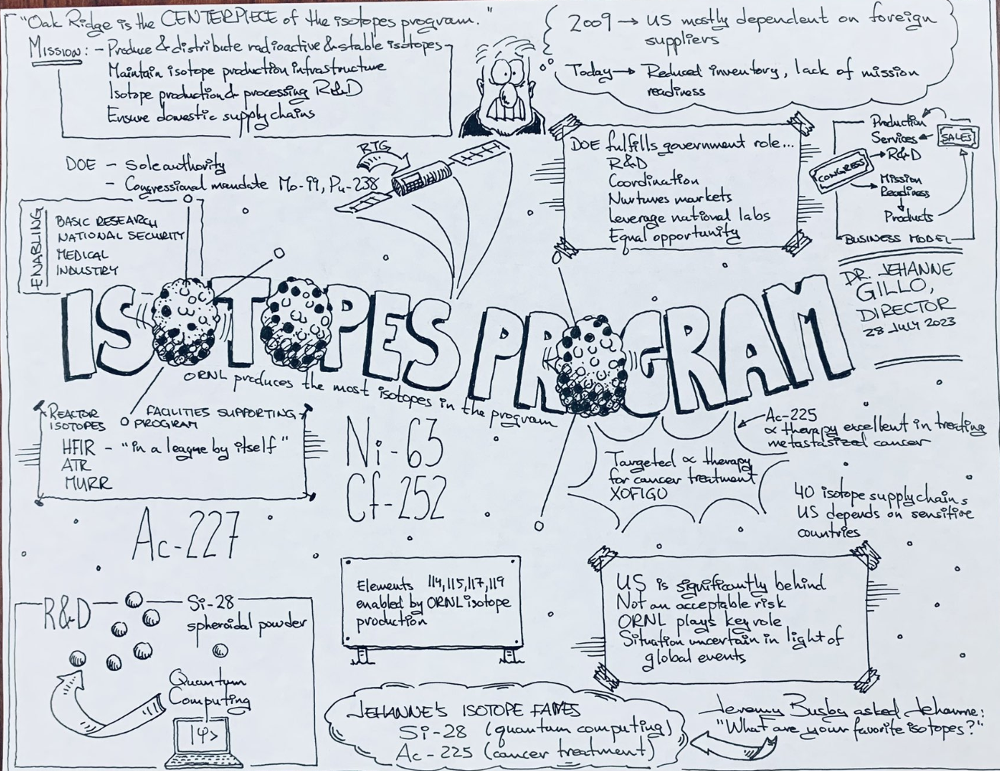 "Oak Ridge is the CENTERPIECE of the isotopes program."
Mission: - Produce & distribute radioactive & stable isotopes
Maintain isotope production infrastructure
Isotope production & processing R&D
Ensure domestic supply chains
2009 → US mostly dependent on foreign
suppliers
Today → Reduced inventory, lack of mission
readiness
DOE - Sole authority
- Congressional mandate Mo-99, Pu-238
RTG
DOE fulfills government role...
R&D
Coordination
Nurtures markets
Leverage national labs
Equal opportunity
Production
Services
SALES
R&D
CONGRESS
Mission
Readiness
Products
BUSINESS MODEL
ENABLING
BASIC RESEARCH
NATIONAL SECURITY
MEDICAL
INDUSTRY
ISOTOPES PROGRAM
DR. JEHANNE
GILLO,
DIRECTOR
28 JULY 2023
ORNL produces the most isotopes in the program
REACTOR
ISOTOPES
FACILITIES SUPPORTING
PROGRAM
HFIR - "in a league by itself"
ATR
MURR
Ni-63
Cf-252
Ac-227
Ac-225
∝ therapy excellent in treating
metastasized cancer
Targeted ∝ therapy
for cancer treatment
XOFIGO
40 isotope supply chains
US depends on sensitive
countries
R&D
Si-28
spheroidal powder
Quantum
Computing
|Ψ>
Elements 114,115,117,119
enabled by ORNL isotope
production
US is significantly behind
Not an acceptable risk
ORNL plays key role
Situation uncertain in light of
global events
JEHANNE'S ISOTOPE FAVES
Si-28 (quantum computing)
Ac-225 (cancer treatment)
Jeremy Busby asked Jehanne:
"What are your favorite isotopes?"